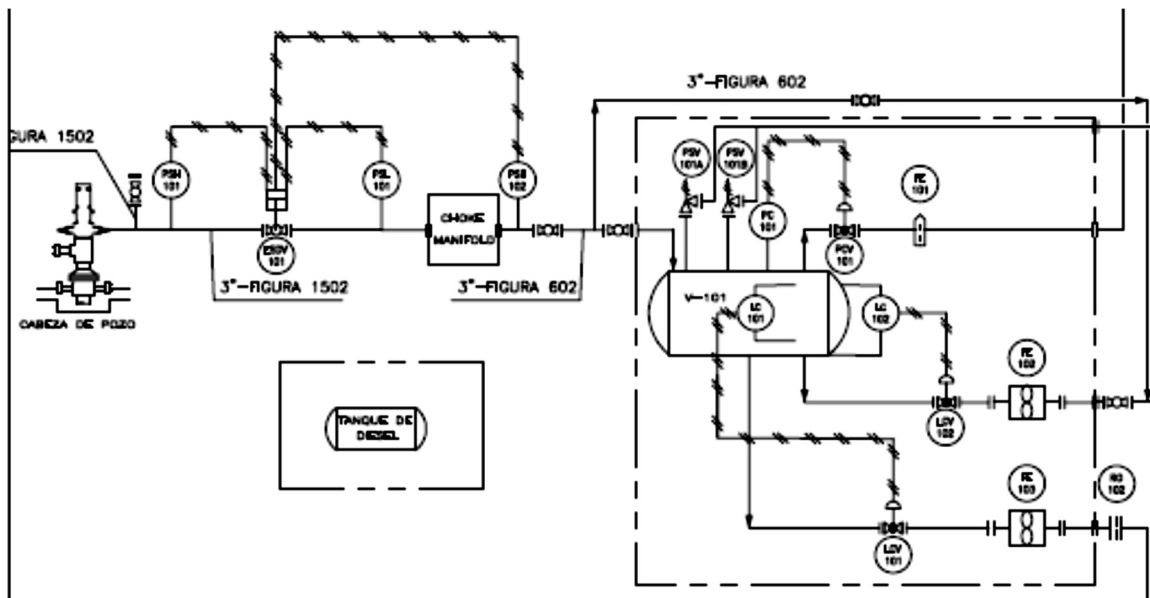 3"-FIGURA 602
GURA 1502
PSH
101
PSL
101
PSB
102
PSV
101A
PSV
101B
PC
101
FE
101
CHOKE
MANIFOLD
ESDV
101
PCV
101
3"-FIGURA 1502
3"-FIGURA 602
V-101
LC
101
LC
102
CABEZA DE POZO
FE
102
TANQUE DE
DIESEL
LCV
102
FE
103
RO
102
LCV
101